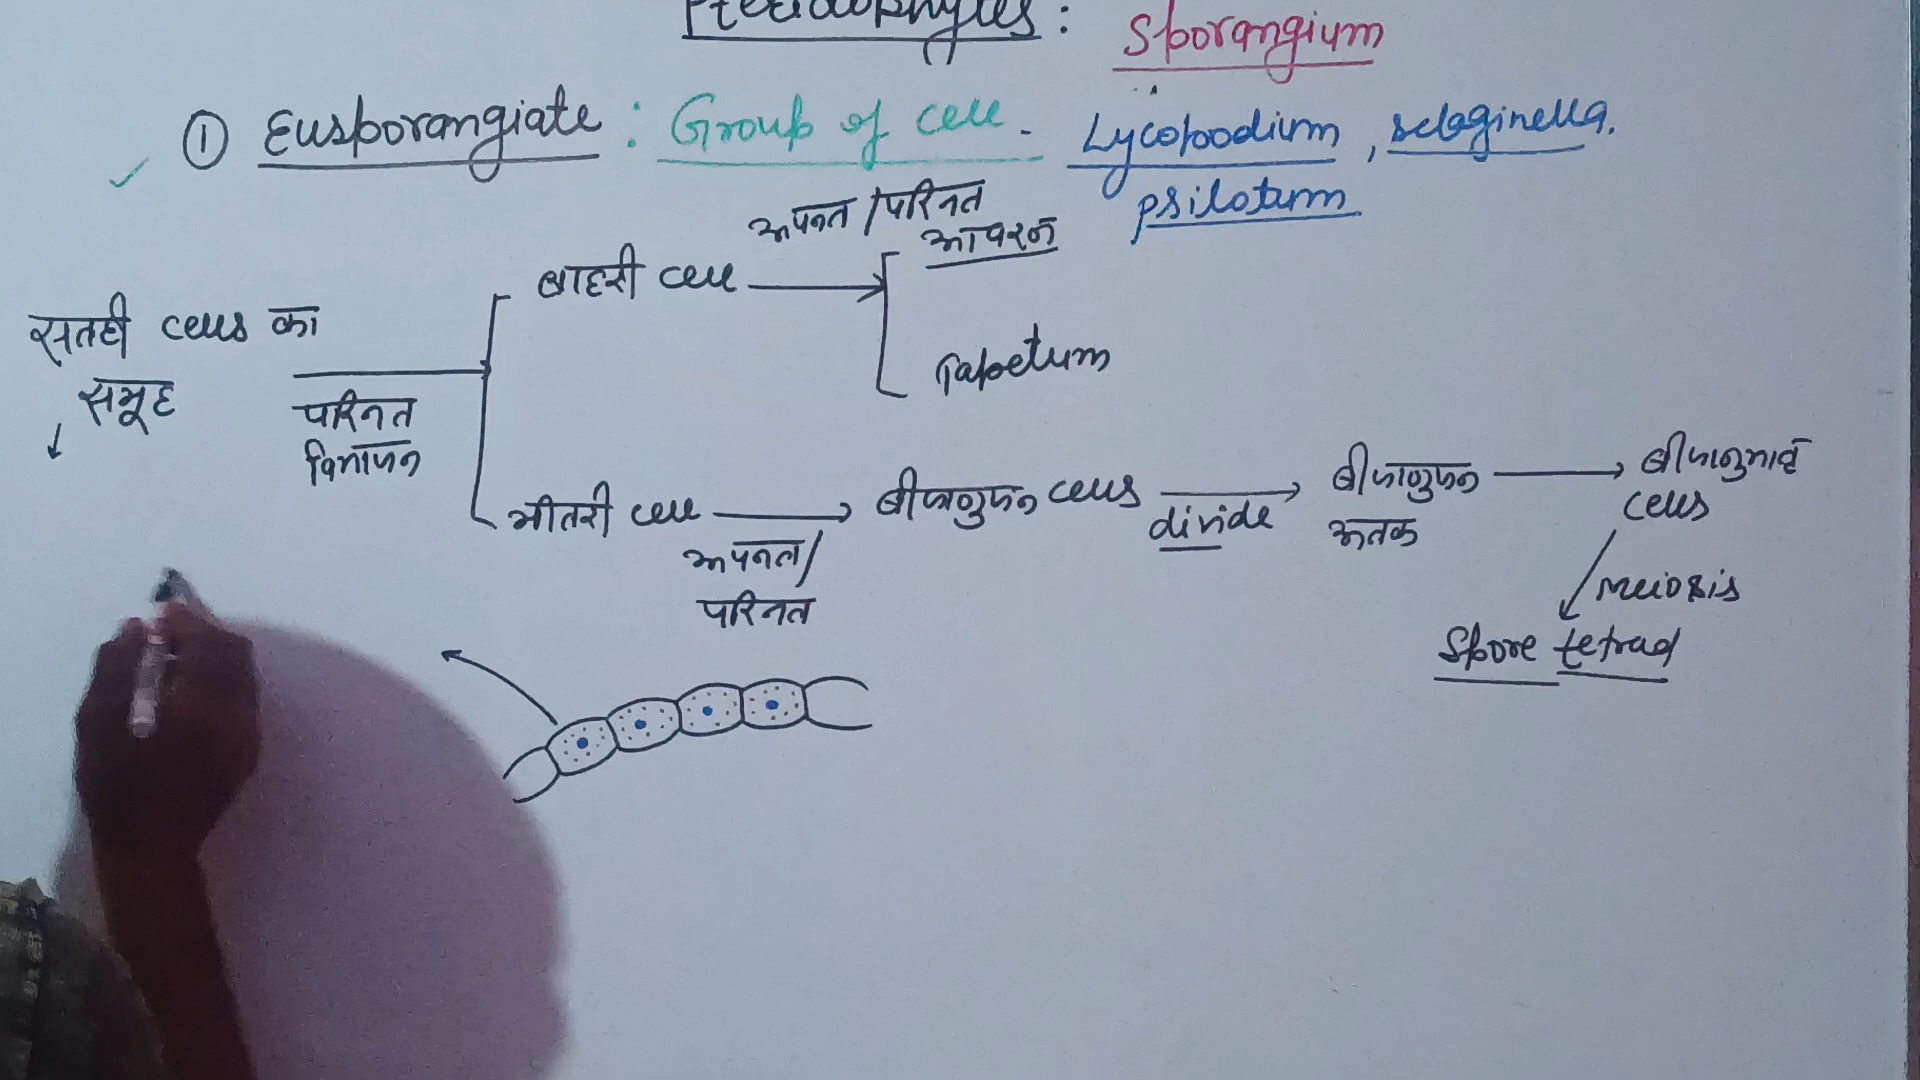 Pteridophytes : Sporangium
① Eusporangiate : Group of cell . Lycopodium , selaginella.
psilotum
अपनत / परिनत
आवरण
बाहरी cell
सतही cells का
समूह
Tapetum
परिनत
विभाजन
भीतरी cell
बीजाणुजन cells
divide
बीजाणुजन
ऊतक
बीजाणुमातृ
cells
अपनत /
परिनत
meiosis
Spore tetrad